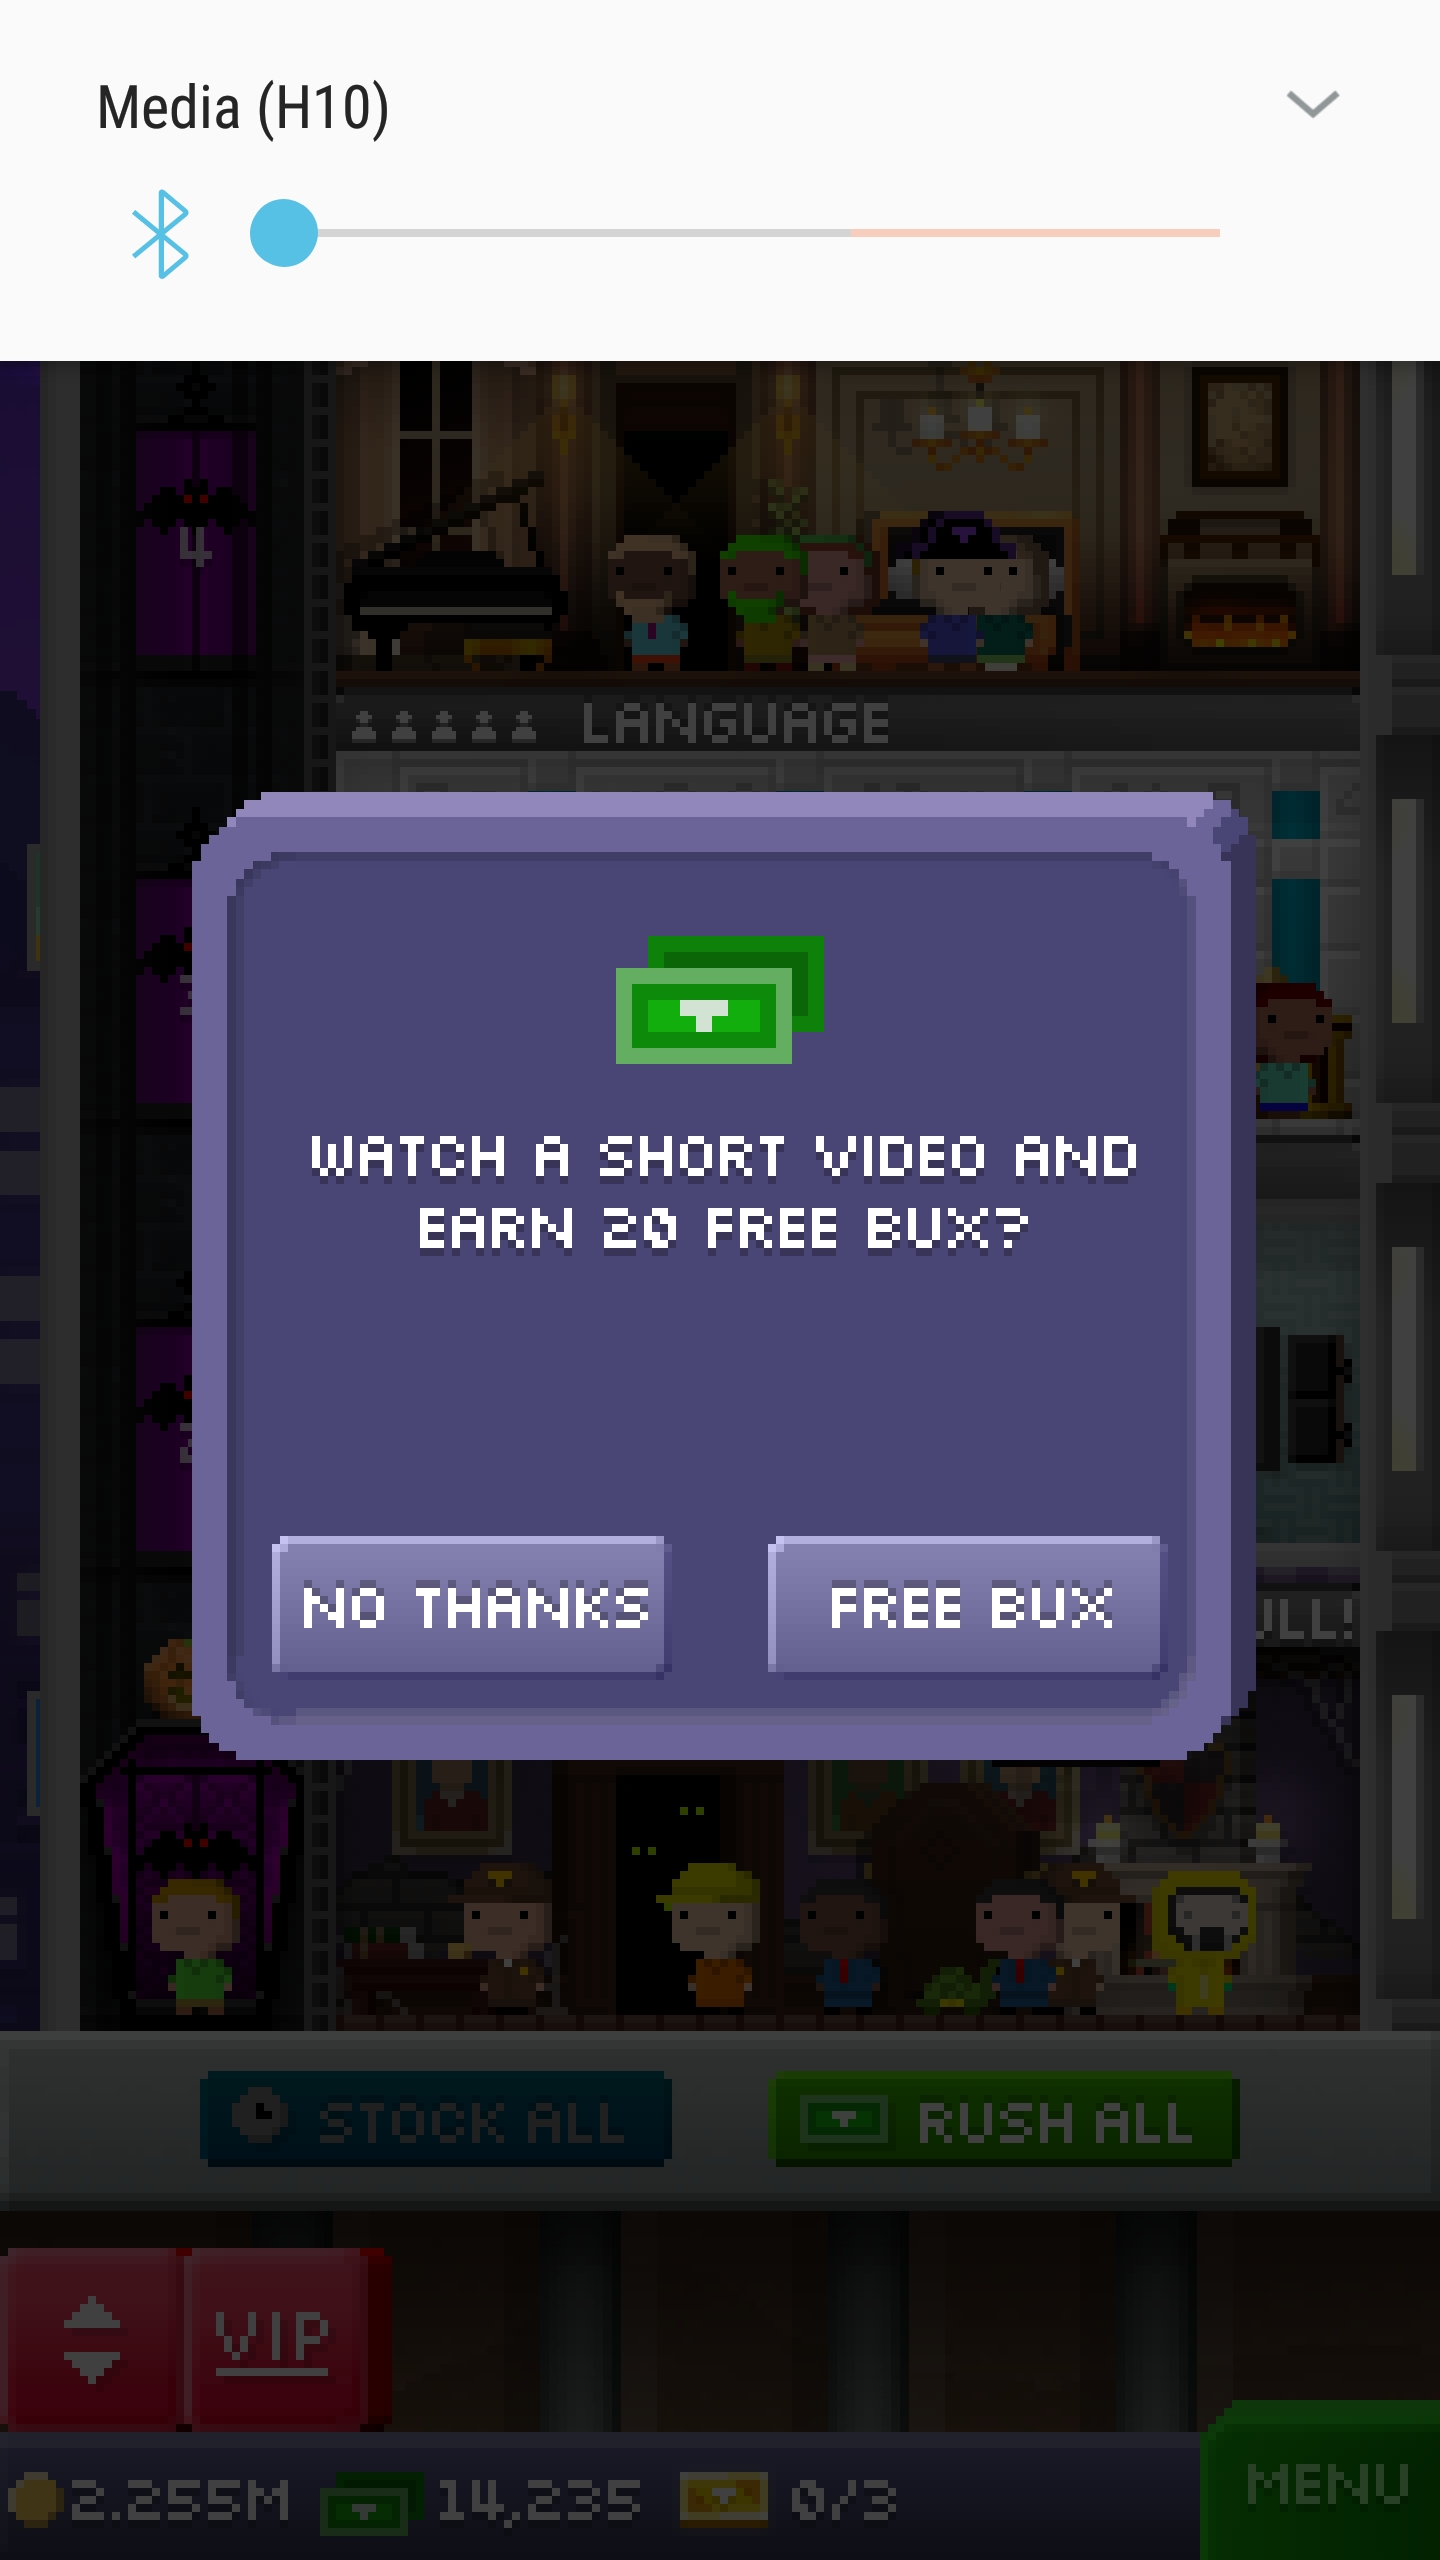 Media (H10)
4
LANGUAGE
WATCH A SHORT VIDEO AND
EARN 20 FREE BUX?
NO THANKS
FREE BUX
ULL!
STOCK ALL
RUSH ALL
VIP
2.255M
14,235
0/3
MENU